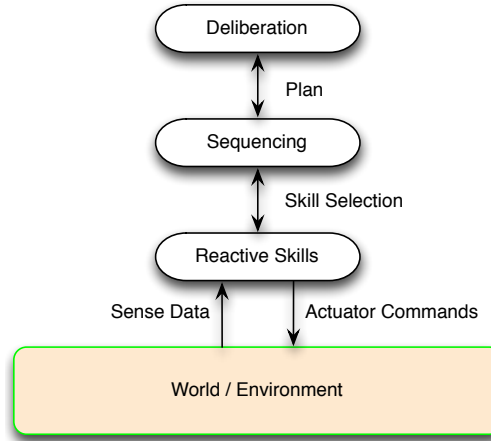 Deliberation
Plan
Sequencing
Skill Selection
Reactive Skills
Sense Data
Actuator Commands
World / Environment